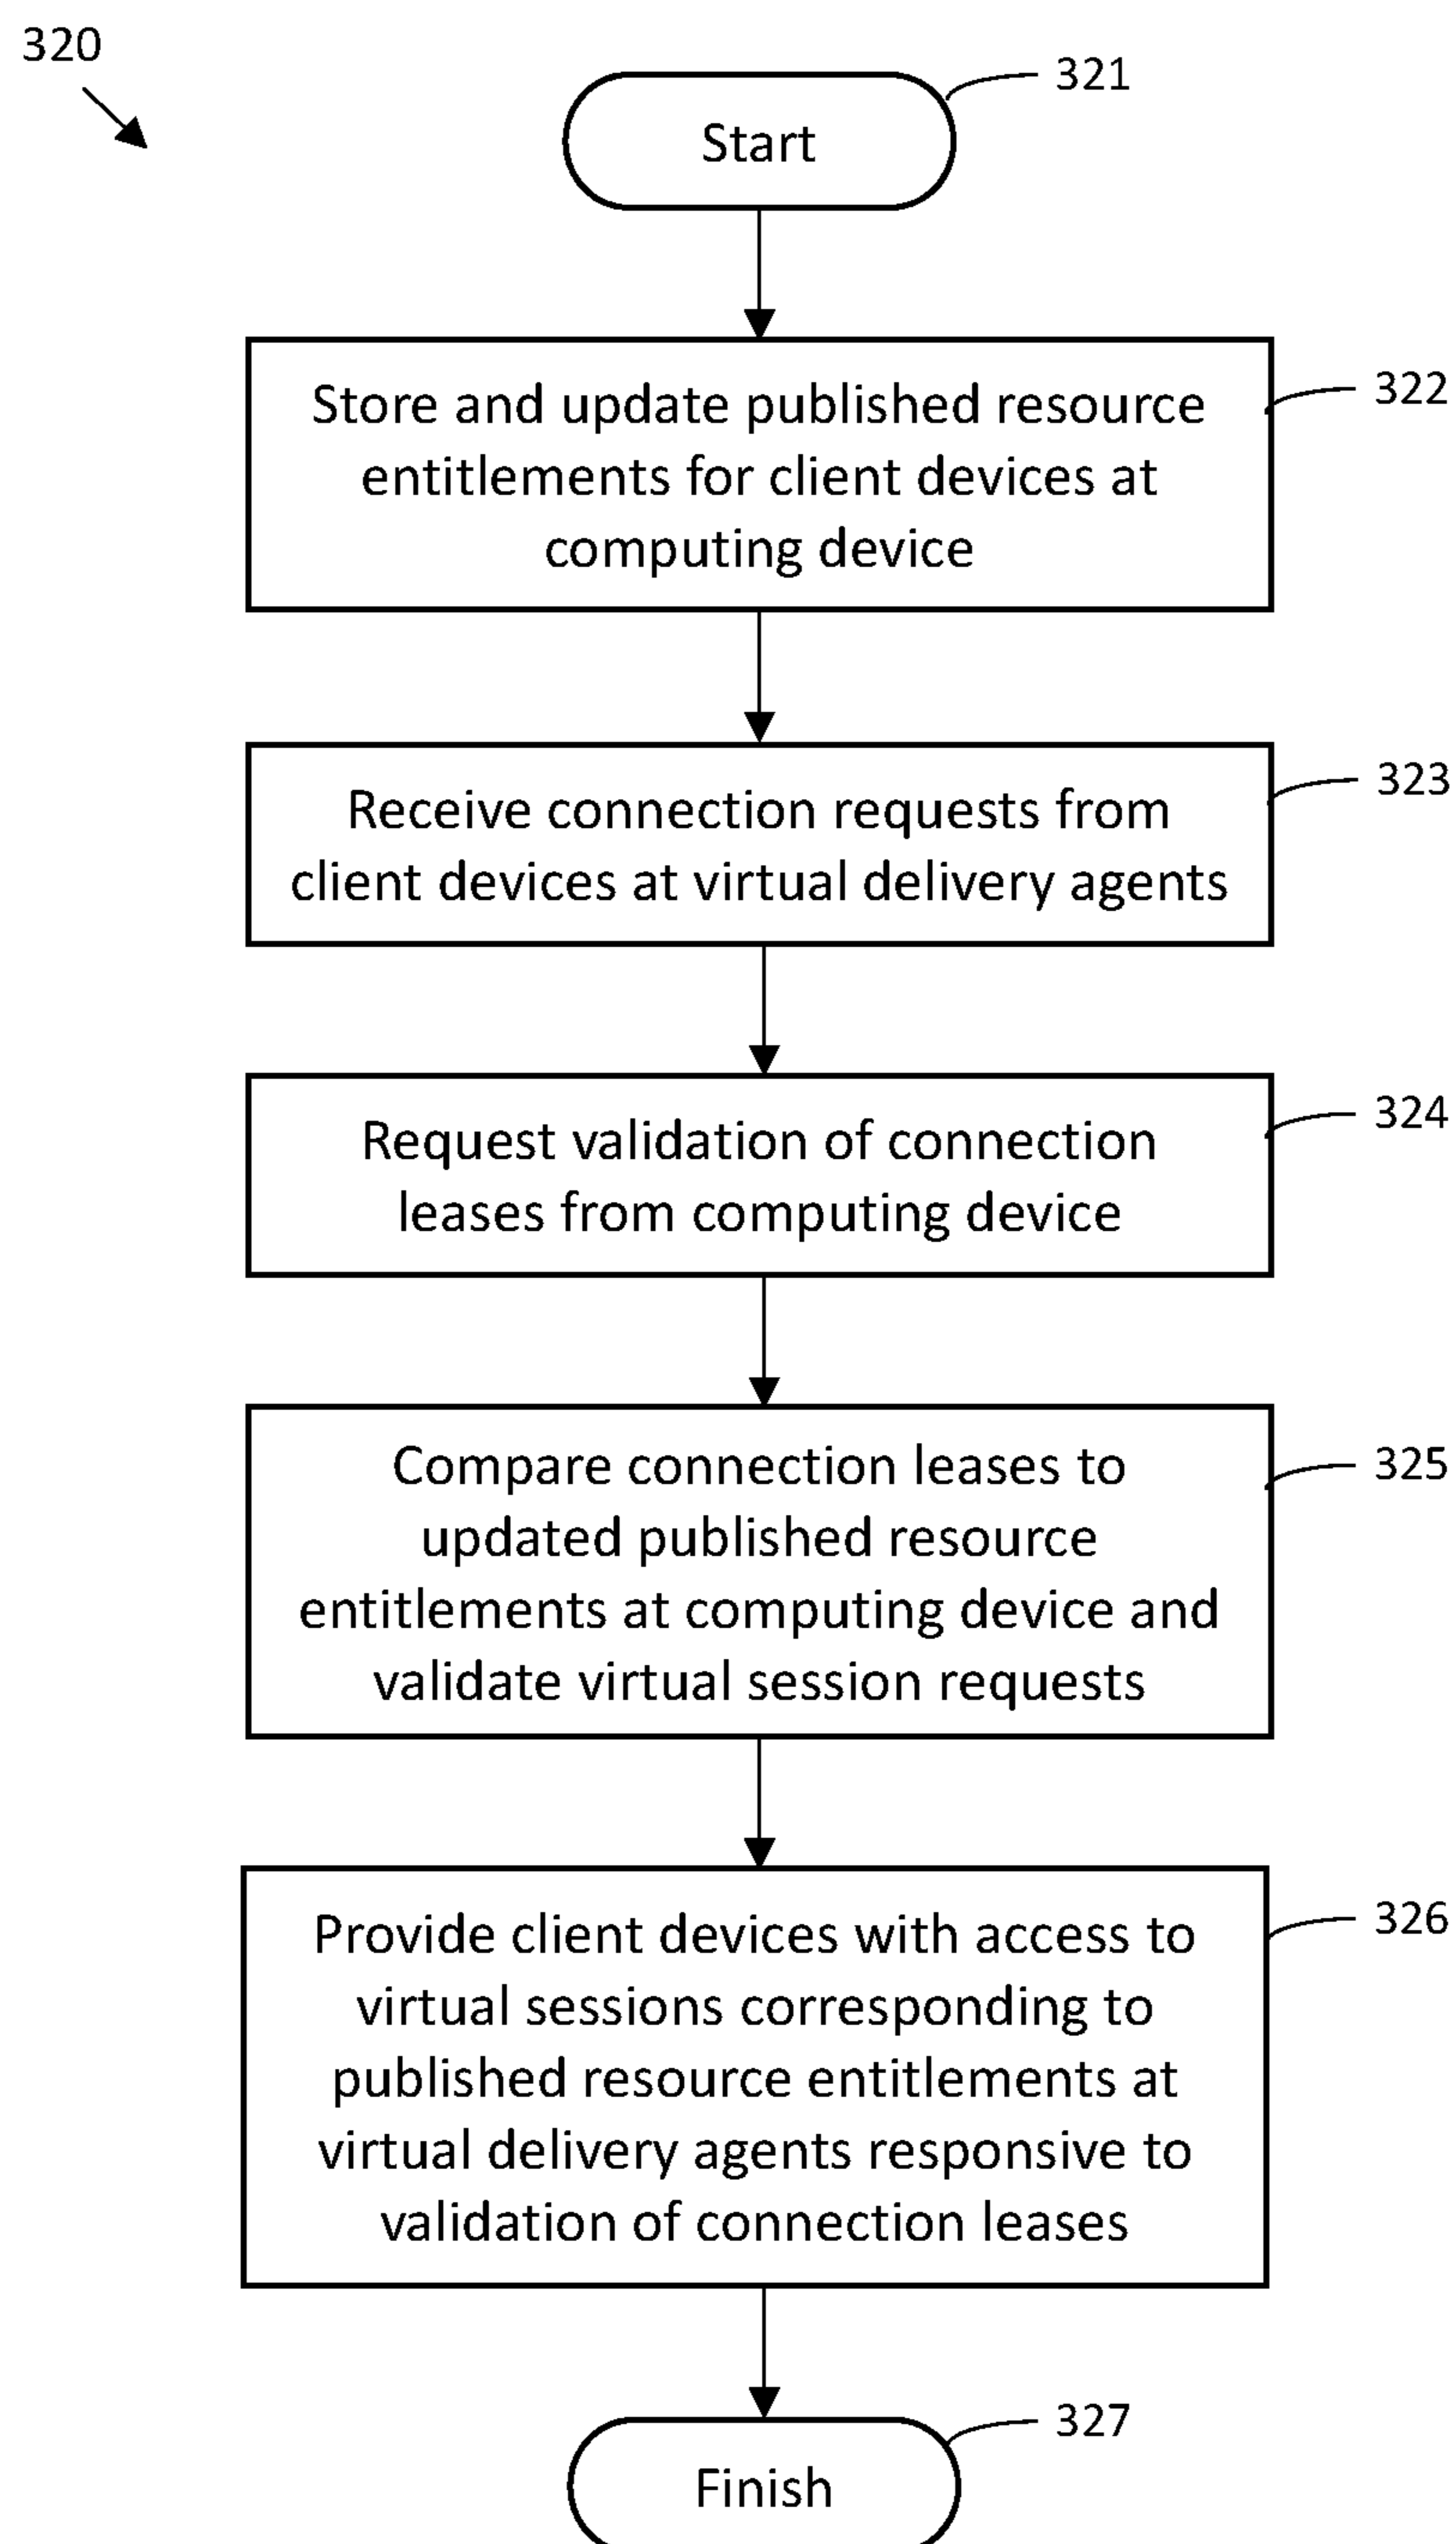 320
321
Start
Store and update published resource
entitlements for client devices at
computing device
322
Receive connection requests from
client devices at virtual delivery agents
323
Request validation of connection
leases from computing device
324
Compare connection leases to
updated published resource
entitlements at computing device and
validate virtual session requests
325
Provide client devices with access to
virtual sessions corresponding to
published resource entitlements at
virtual delivery agents responsive to
validation of connection leases
326
327
Finish